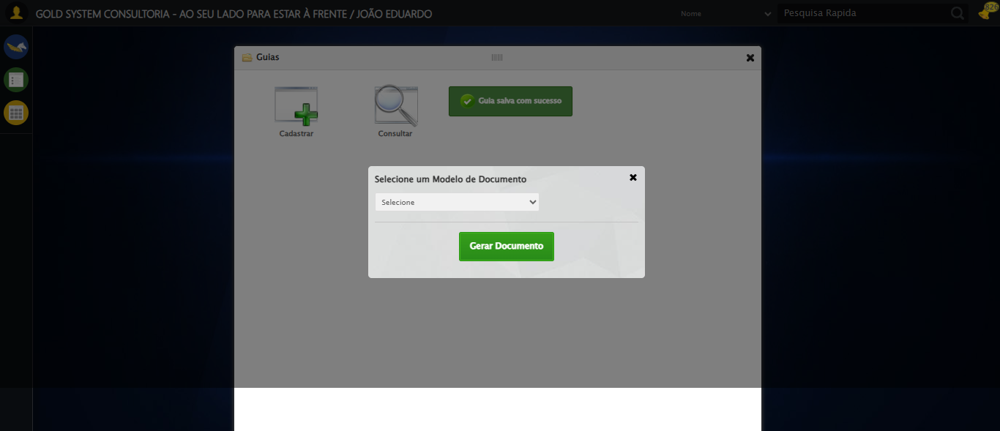 GOLD SYSTEM CONSULTORIA - AO SEU LADO PARA ESTAR À FRENTE / JOÃO EDUARDO
Nome
Pesquisa Rapida
826
Guias
Cadastrar
Consultar
Guia salva com sucesso
Selecione um Modelo de Documento
Selecione
Gerar Documento